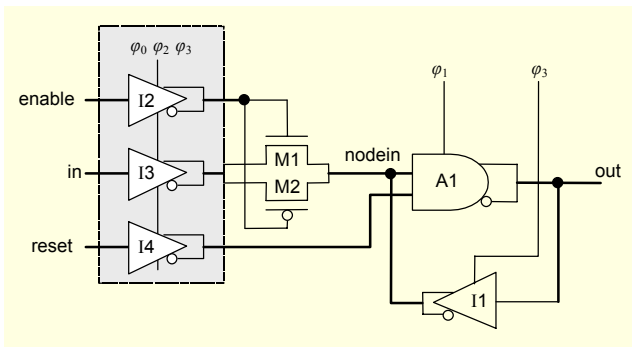 φ0 φ2 φ3
φ1
φ3
enable
I2
M1
nodein
in
I3
M2
A1
out
reset
I4
I1